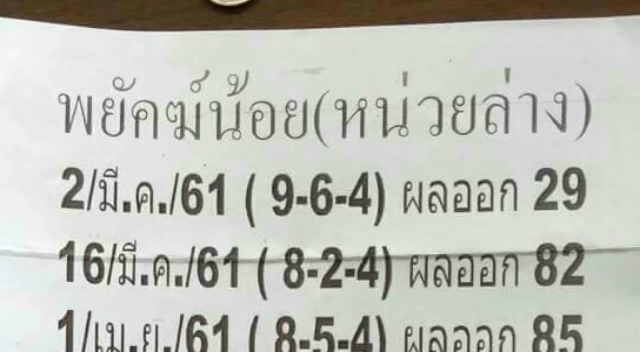 พยัคฆ์น้อย(หน่วยล่าง)
2/มี.ค./61 ( 9-6-4) ผลออก 29
16/มี.ค./61 ( 8-2-4) ผลออก 82
1/เม.ย./61 ( 8-5-4) ผลออก 85